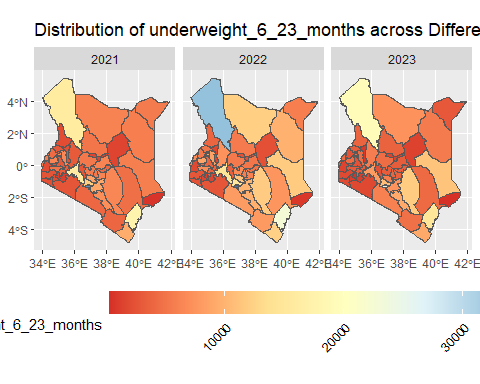 Distribution of underweight_6_23_months across Differe
2021 2022 2023
4°N
2°N
0°
2°S
4°S
34°E 36°E 38°E 40°E 42°E 34°E 36°E 38°E 40°E 42°E 34°E 36°E 38°E 40°E 42°E
nt_6_23_months
10000 20000 30000